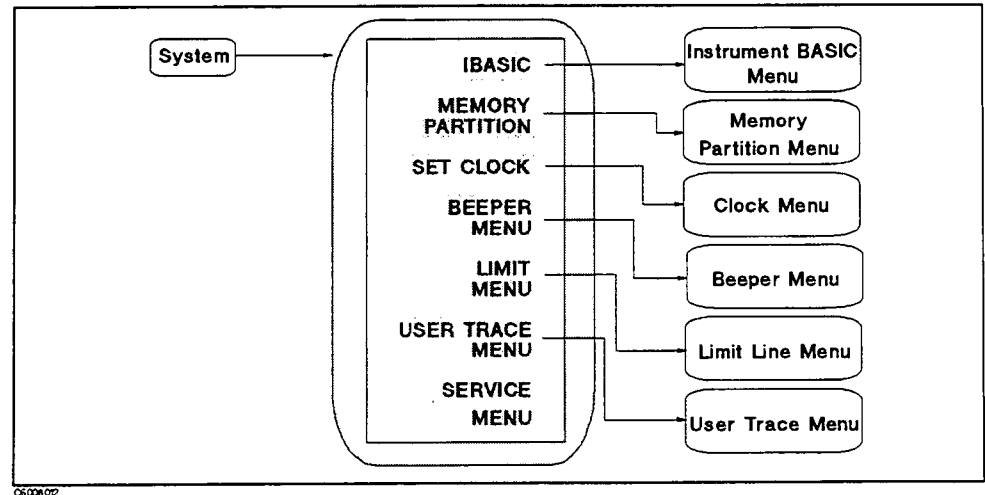 System
IBASIC
MEMORY
PARTITION
SET CLOCK
BEEPER
MENU
LIMIT
MENU
USER TRACE
MENU
SERVICE
MENU
Instrument BASIC
Menu
Memory
Partition Menu
Clock Menu
Beeper Menu
Limit Line Menu
User Trace Menu